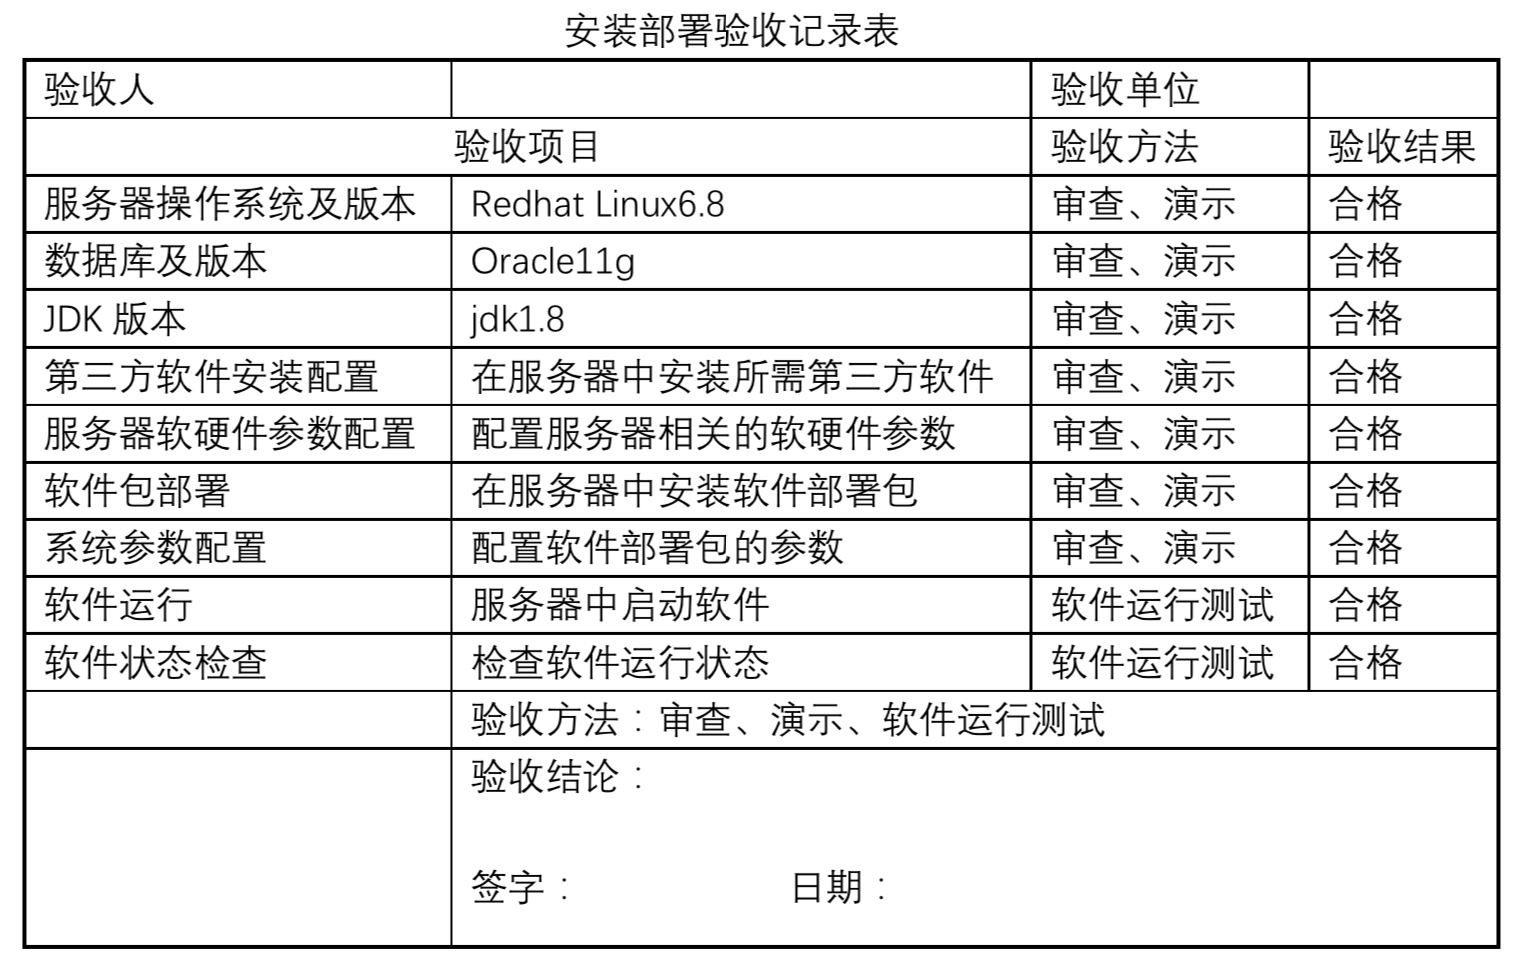 安装部署验收记录表
验收人 验收单位
验收项目 验收方法 验收结果
服务器操作系统及版本 Redhat Linux6.8 审查、演示 合格
数据库及版本 Oracle11g 审查、演示 合格
JDK 版本 jdk1.8 审查、演示 合格
第三方软件安装配置 在服务器中安装所需第三方软件 审查、演示 合格
服务器软硬件参数配置 配置服务器相关的软硬件参数 审查、演示 合格
软件包部署 在服务器中安装软件部署包 审查、演示 合格
系统参数配置 配置软件部署包的参数 审查、演示 合格
软件运行 服务器中启动软件 软件运行测试 合格
软件状态检查 检查软件运行状态 软件运行测试 合格
验收方法：审查、演示、软件运行测试
验收结论：
签字： 日期：